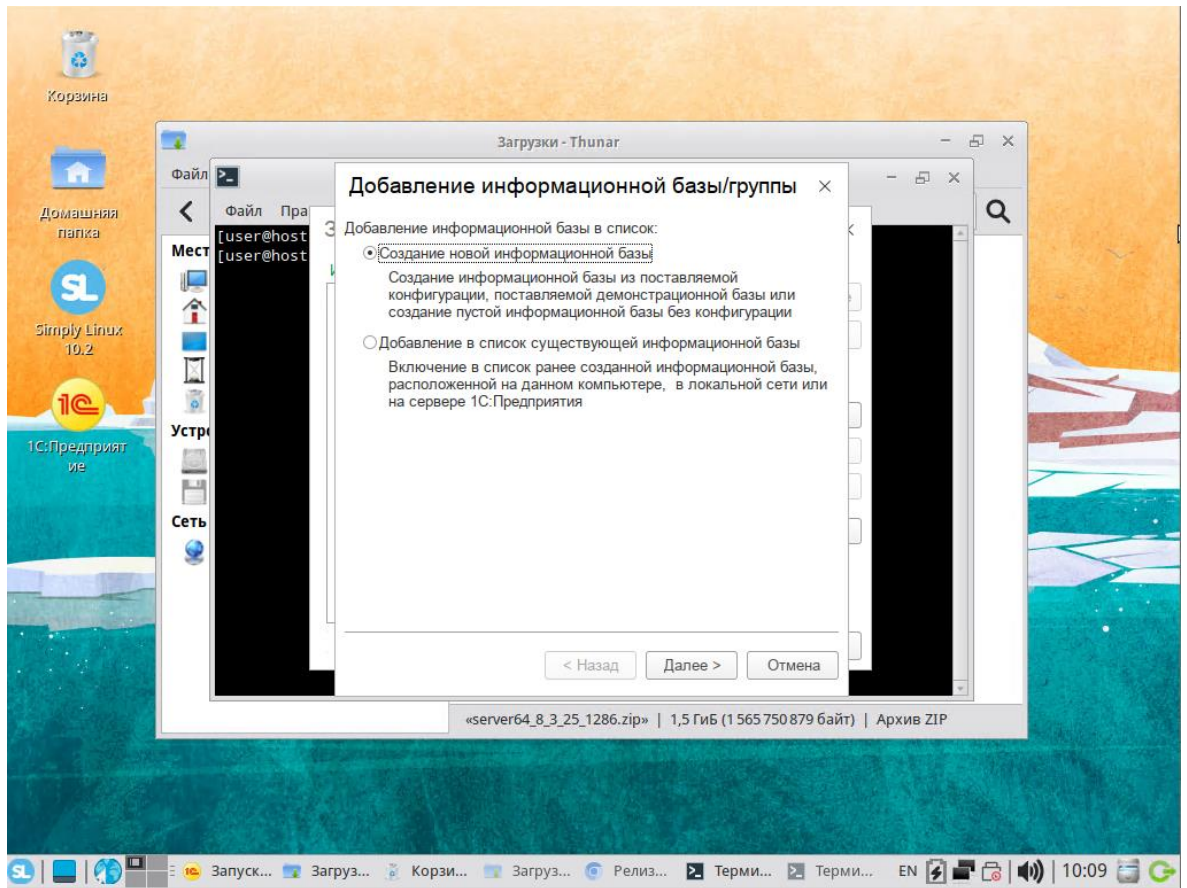 Корзина
Домашняя
папка
SL
Simply Linux
10.2
1С
1С:Предприят
ие
Загрузки - Thunar
Файл
Файл Пра
[user@host
[user@host
Мест
Устро
Сеть
Добавление информационной базы/группы
Добавление информационной базы в список:
Создание новой информационной базы
Создание информационной базы из поставляемой
конфигурации, поставляемой демонстрационной базы или
создание пустой информационной базы без конфигурации
Добавление в список существующей информационной базы
Включение в список ранее созданной информационной базы,
расположенной на данном компьютере, в локальной сети или
на сервере 1С:Предприятия
< Назад
Далее >
Отмена
«server64_8_3_25_1286.zip» | 1,5 ГиБ (1 565 750 879 байт) | Архив ZIP
SL
Запуск... Загруз... Корзи... Загруз... Релиз... Терми... Терми... EN 10:09